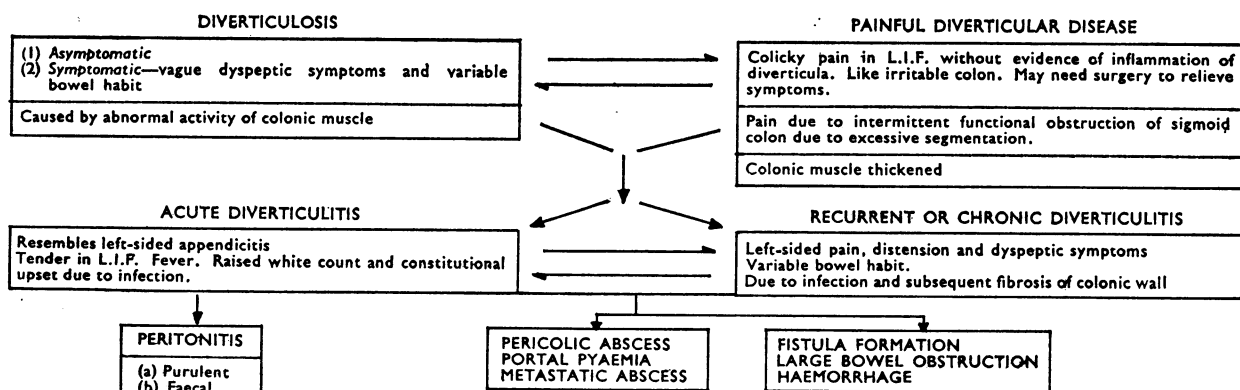 DIVERTICULOSIS
(1) Asymptomatic
(2) Symptomatic—vague dyspeptic symptoms and variable
bowel habit
Caused by abnormal activity of colonic muscle
PAINFUL DIVERTICULAR DISEASE
Colicky pain in L.I.F. without evidence of inflammation of
diverticula. Like irritable colon. May need surgery to relieve
symptoms.
Pain due to intermittent functional obstruction of sigmoid
colon due to excessive segmentation.
Colonic muscle thickened
ACUTE DIVERTICULITIS
Resembles left-sided appendicitis
Tender in L.I.F. Fever. Raised white count and constitutional
upset due to infection.
RECURRENT OR CHRONIC DIVERTICULITIS
Left-sided pain, distension and dyspeptic symptoms
Variable bowel habit.
Due to infection and subsequent fibrosis of colonic wall
PERITONITIS
(a) Purulent
(b) Faecal
PERICOLIC ABSCESS
PORTAL PYAEMIA
METASTATIC ABSCESS
FISTULA FORMATION
LARGE BOWEL OBSTRUCTION
HAEMORRHAGE